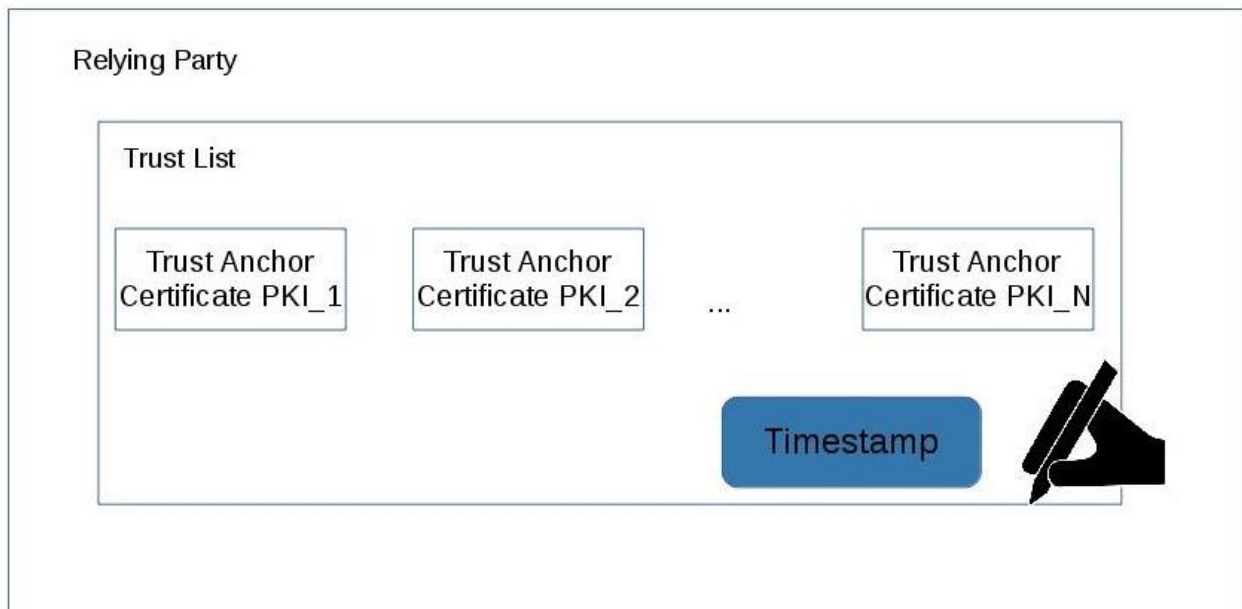 Relying Party
Trust List
Trust Anchor
Certificate PKI_1
Trust Anchor
Certificate PKI_2
...
Trust Anchor
Certificate PKI_N
Timestamp